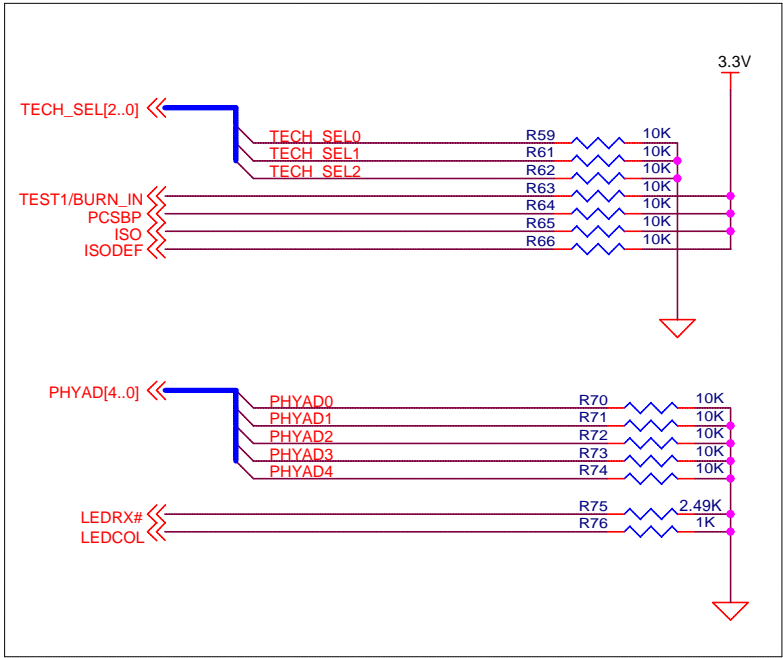 3.3V
TECH_SEL[2..0]
TECH_SEL0 R59 10K
TECH_SEL1 R61 10K
TECH_SEL2 R62 10K
TEST1/BURN_IN R63 10K
PCSBP R64 10K
ISO R65 10K
ISODEF R66 10K
PHYAD[4..0]
PHYAD0 R70 10K
PHYAD1 R71 10K
PHYAD2 R72 10K
PHYAD3 R73 10K
PHYAD4 R74 10K
LEDRX# R75 2.49K
LEDCOL R76 1K